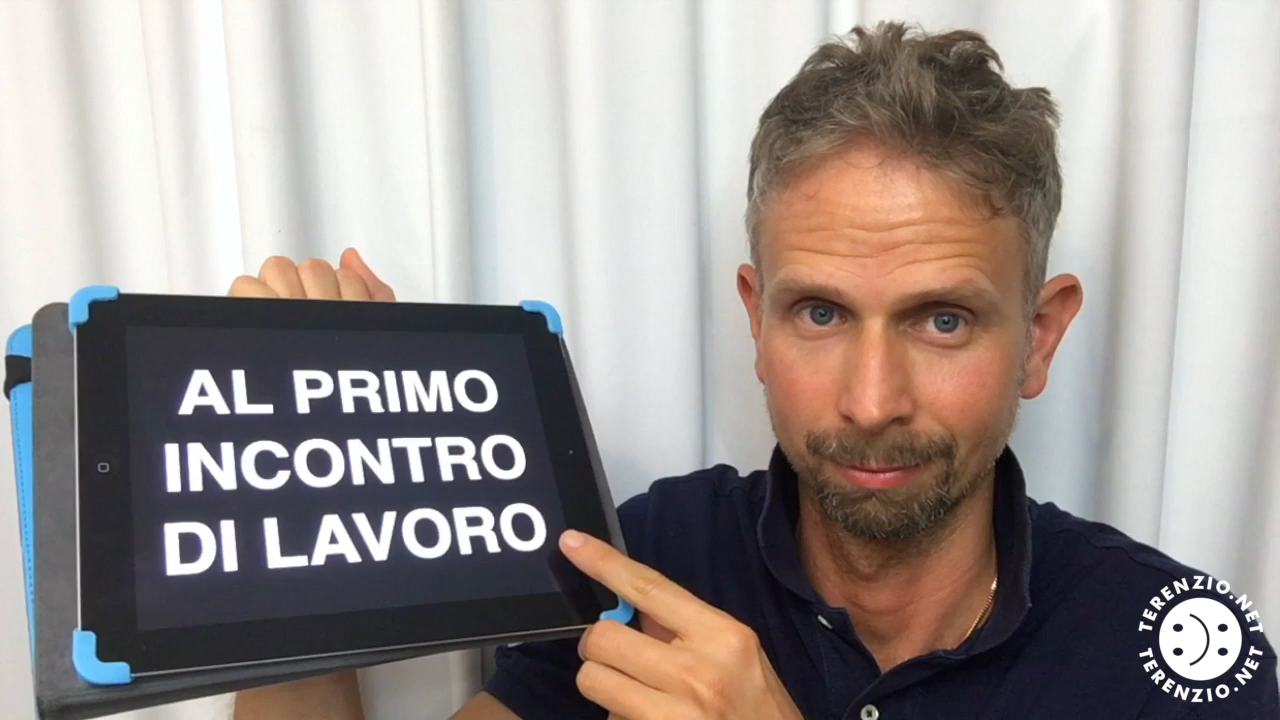 AL PRIMO
INCONTRO
DI LAVORO
TERENZIO.NET
TERENZIO.NET